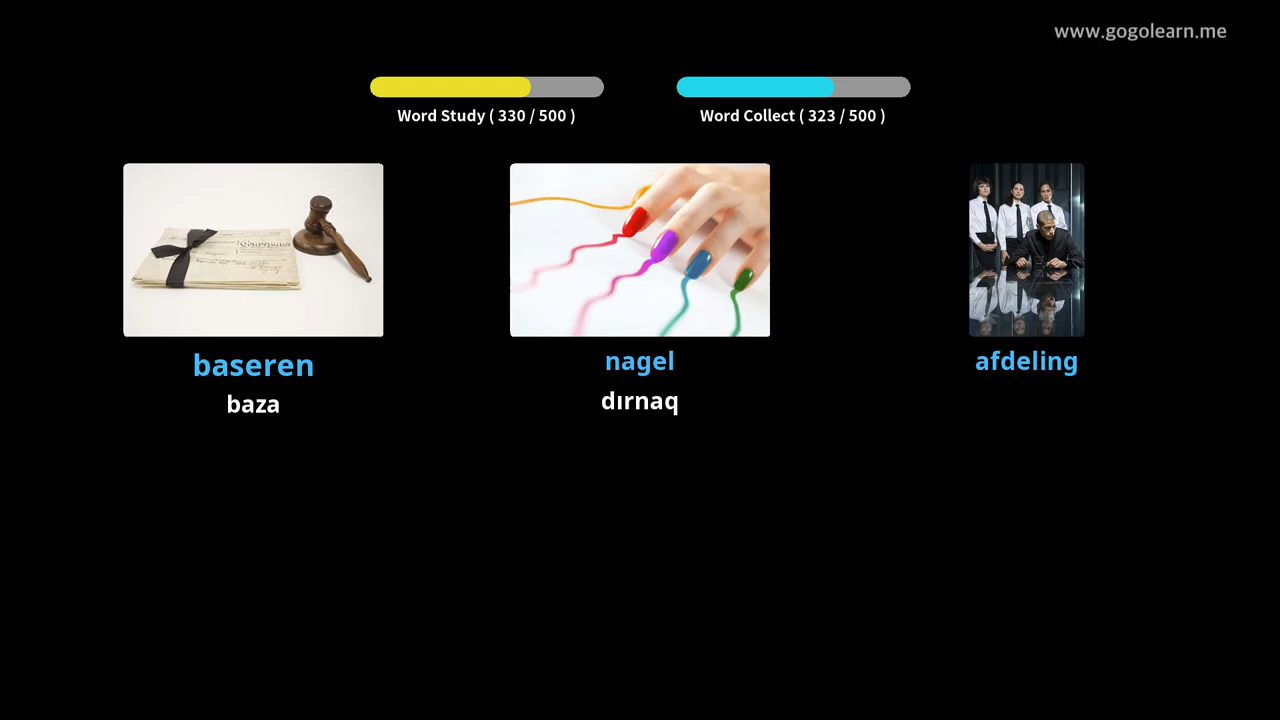 www.gogolearn.me
Word Study ( 330 / 500 )
Word Collect ( 323 / 500 )
baseren
nagel
afdeling
baza
dırnaq